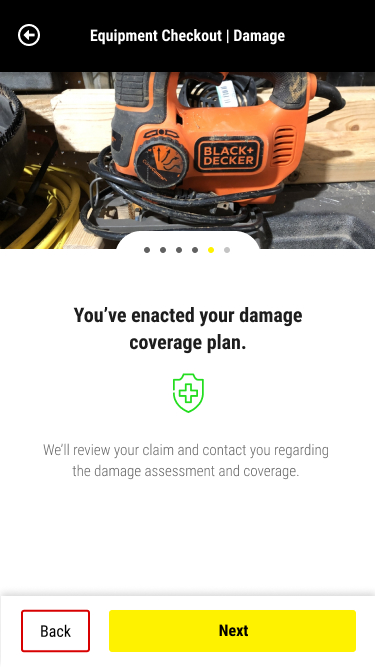 Equipment Checkout | Damage
BLACK+
DECKER
You've enacted your damage
coverage plan.
We'll review your claim and contact you regarding
the damage assessment and coverage.
Back
Next